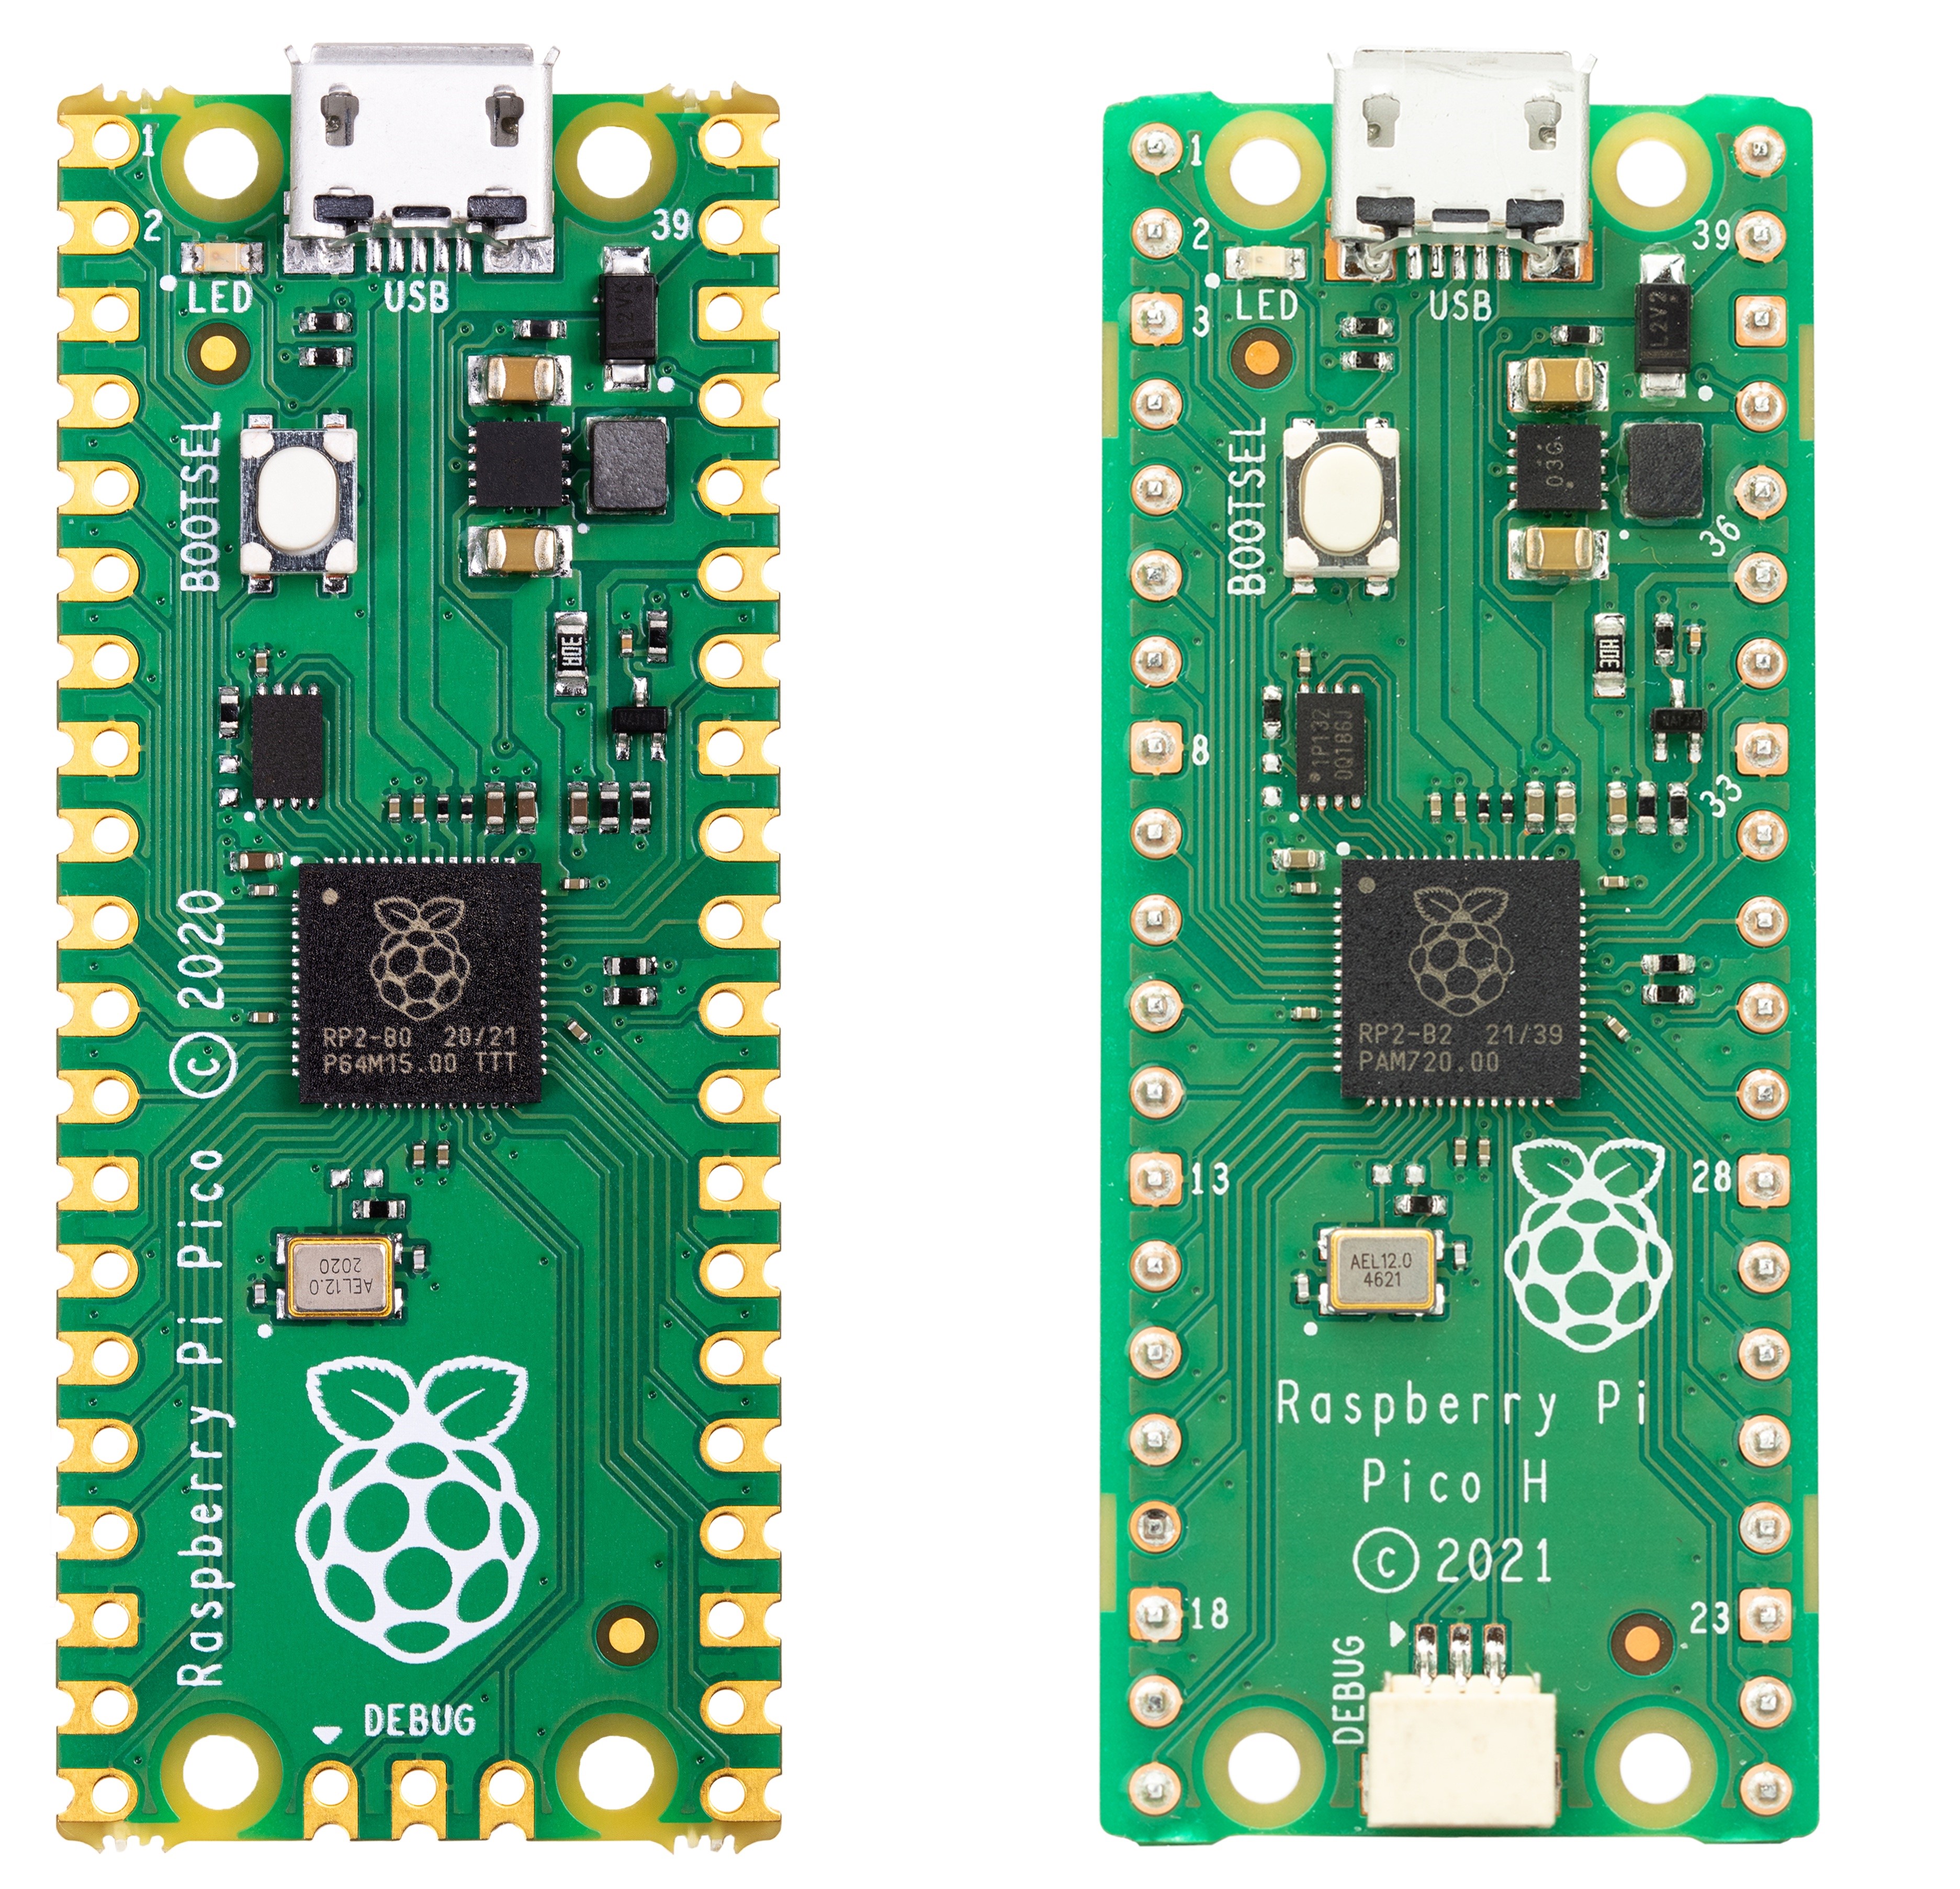 1
2
39
LED
USB
BOOTSEL
RP2-B0 20/21
P64M15.00 TTT
Raspberry Pi Pico © 2020
AEL12.0
2020
DEBUG
1
2
39
3
LED
USB
L2V2
BOOTSEL
03G
36
1P132
0Q186J
8
33
RP2-B2 21/39
PAM720.00
13
28
AEL12.0
4621
Raspberry Pi
Pico H
© 2021
18
23
DEBUG